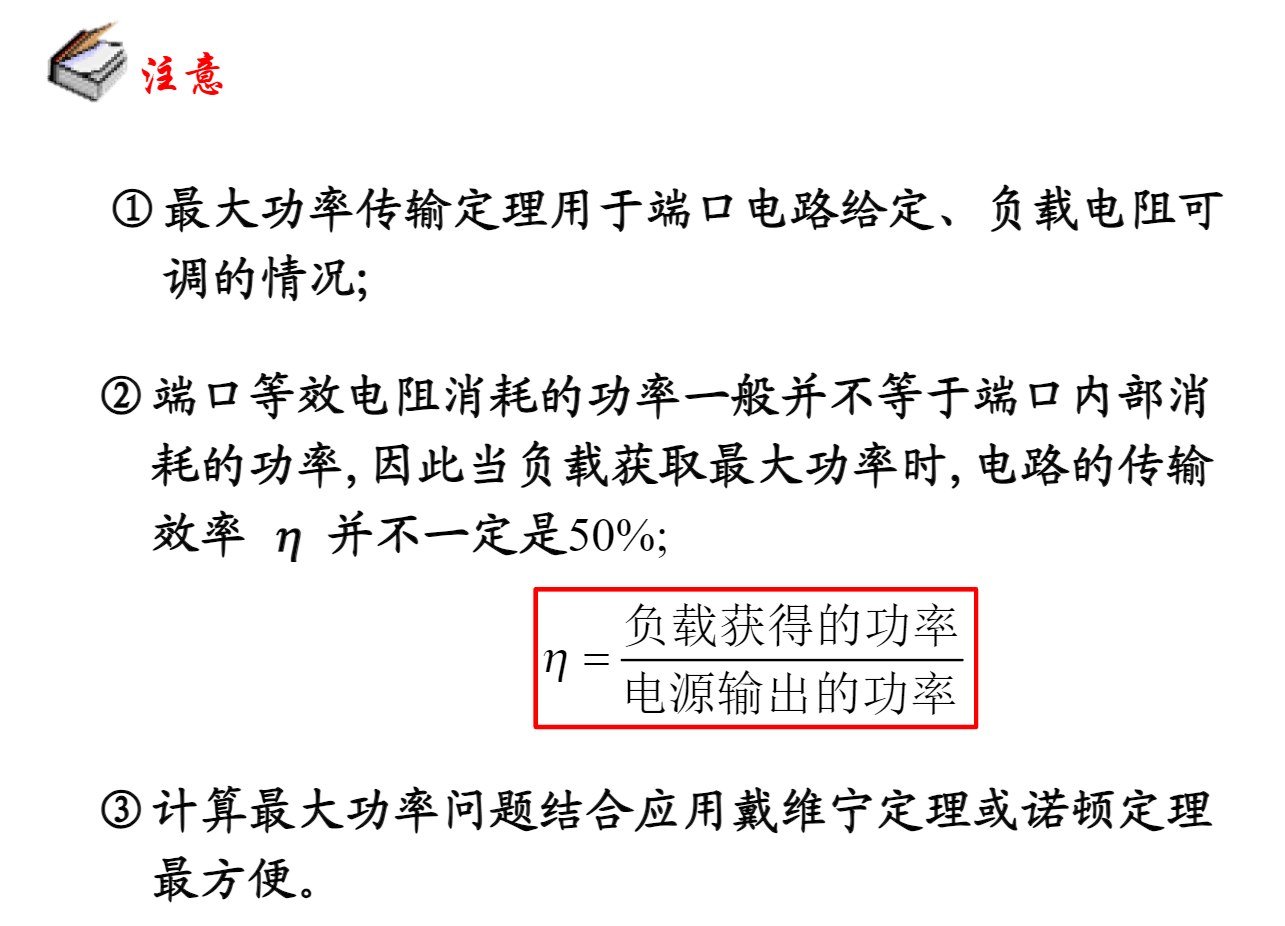 注意
①最大功率传输定理用于端口电路给定、负载电阻可
调的情况;
②端口等效电阻消耗的功率一般并不等于端口内部消
耗的功率,因此当负载获取最大功率时,电路的传输
效率 η 并不一定是50%;
η = 负载获得的功率
电源输出的功率
③计算最大功率问题结合应用戴维宁定理或诺顿定理
最方便。